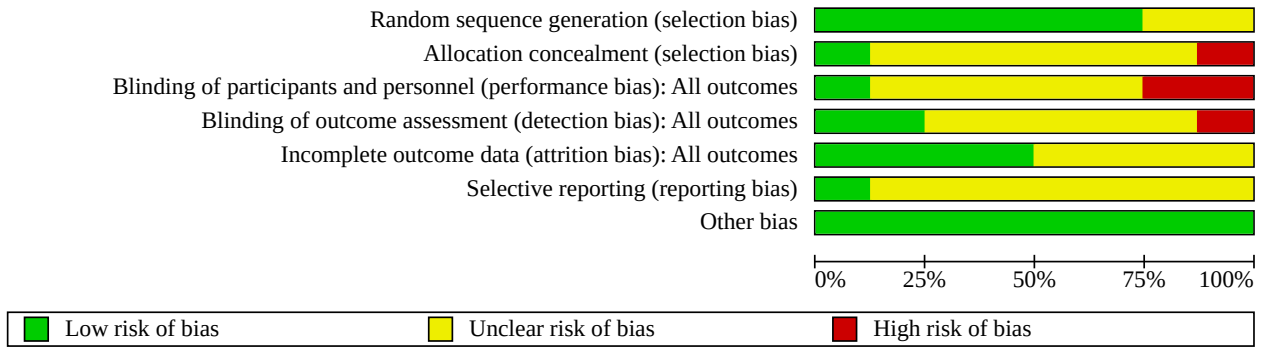 Random sequence generation (selection bias)
Allocation concealment (selection bias)
Blinding of participants and personnel (performance bias): All outcomes
Blinding of outcome assessment (detection bias): All outcomes
Incomplete outcome data (attrition bias): All outcomes
Selective reporting (reporting bias)
Other bias
0% 25% 50% 75% 100%
Low risk of bias Unclear risk of bias High risk of bias